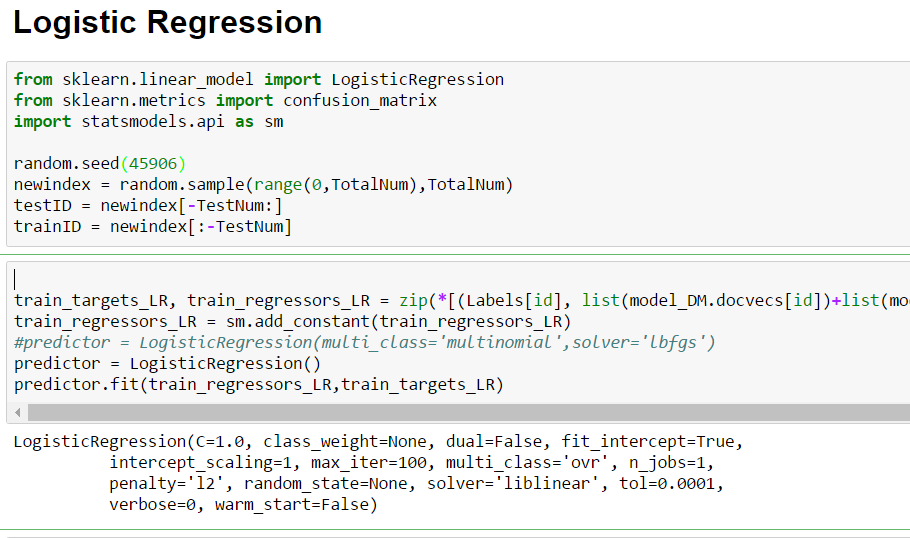 Logistic Regression
from sklearn.linear_model import LogisticRegression
from sklearn.metrics import confusion_matrix
import statsmodels.api as sm
random.seed(45906)
newindex = random.sample(range(0,TotalNum),TotalNum)
testID = newindex[-TestNum:]
trainID = newindex[:-TestNum]
train_targets_LR, train_regressors_LR = zip(*[(Labels[id], list(model_DM.docvecs[id])+list(mo
train_regressors_LR = sm.add_constant(train_regressors_LR)
#predictor = LogisticRegression(multi_class='multinomial',solver='lbfgs')
predictor = LogisticRegression()
predictor.fit(train_regressors_LR,train_targets_LR)
LogisticRegression(C=1.0, class_weight=None, dual=False, fit_intercept=True,
intercept_scaling=1, max_iter=100, multi_class='ovr', n_jobs=1,
penalty='l2', random_state=None, solver='liblinear', tol=0.0001,
verbose=0, warm_start=False)